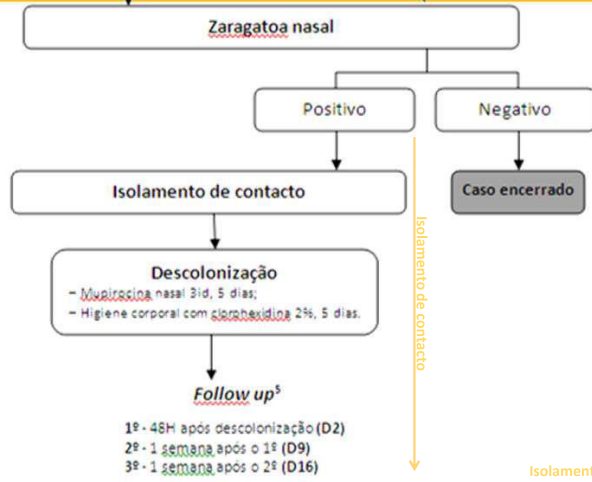 Zaragatoa nasal
Positivo
Negativo
Isolamento de contacto
Caso encerrado
Descolonização
– Mupirocina nasal 3id, 5 dias;
– Higiene corporal com clorohexidina 2%, 5 dias.
Isolamento de contacto
Follow up⁵
1º - 48H após descolonização (D2)
2º - 1 semana após o 1º (D9)
3º - 1 semana após o 2º (D16)
Isolament